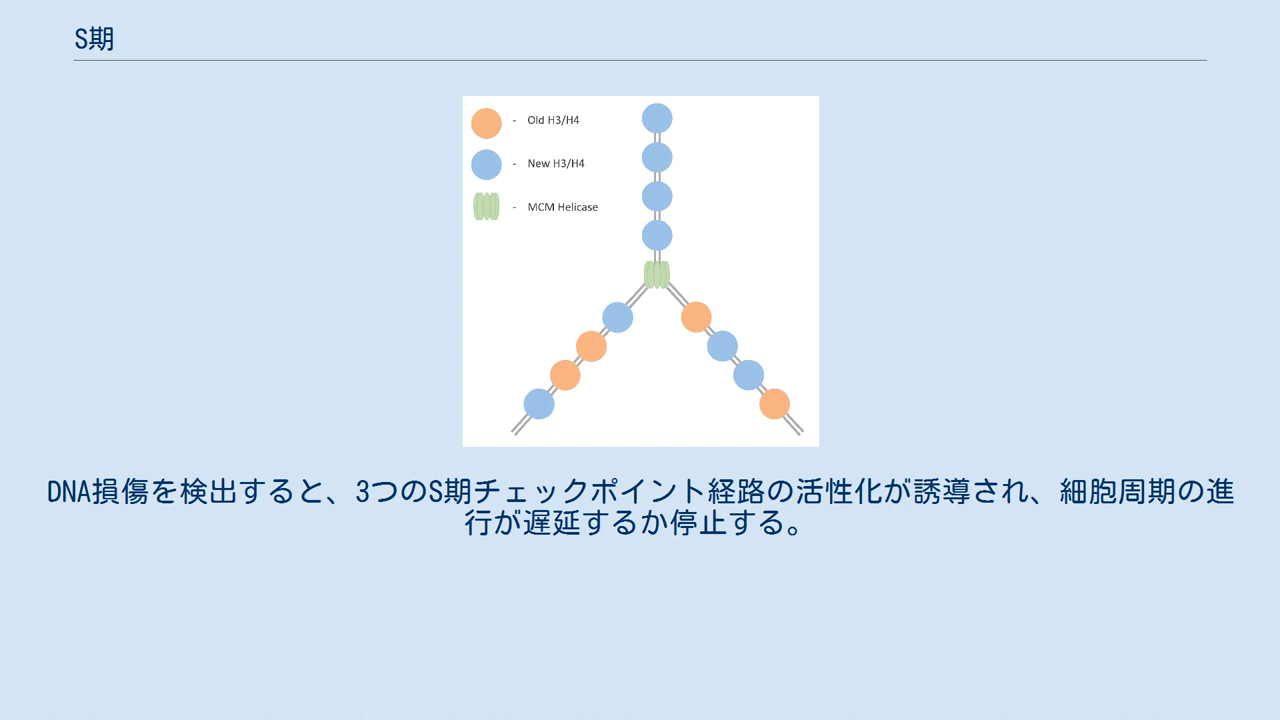 S期
- Old H3/H4
- New H3/H4
- MCM Helicase
DNA損傷を検出すると、3つのS期チェックポイント経路の活性化が誘導され、細胞周期の進
行が遅延するか停止する。